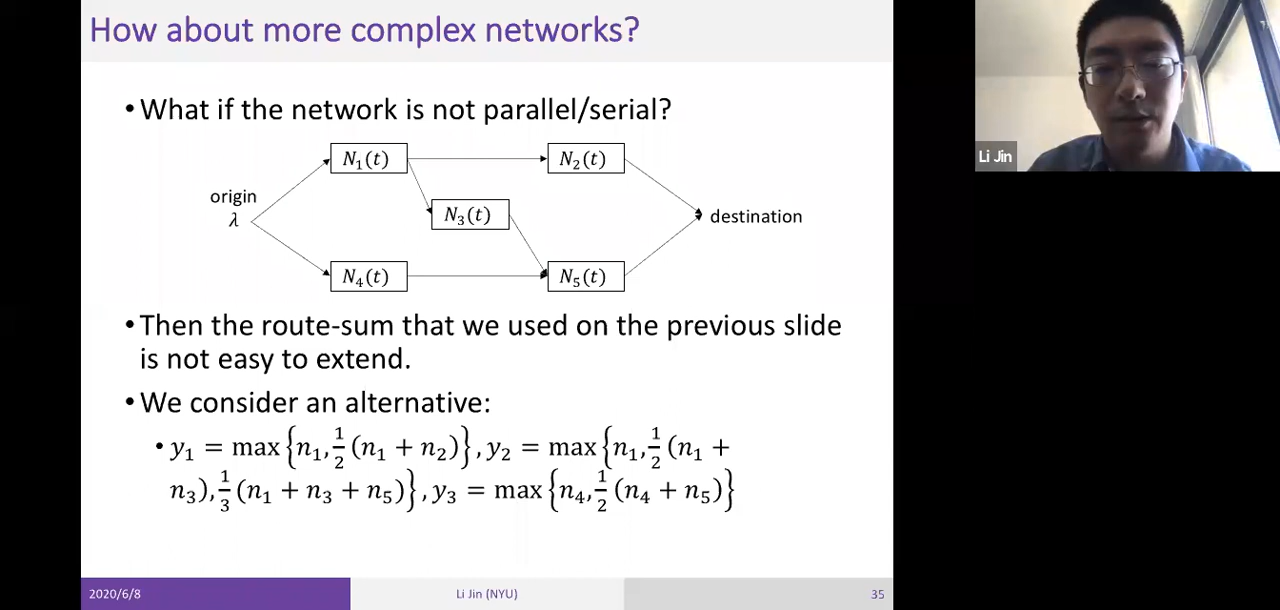 How about more complex networks?
• What if the network is not parallel/serial?
N₁(t)
N₂(t)
origin
λ
N₃(t)
destination
N₄(t)
N₅(t)
• Then the route-sum that we used on the previous slide
is not easy to extend.
• We consider an alternative:
• y₁ = max{n₁, 1/2 (n₁ + n₂)}, y₂ = max{n₁, 1/2 (n₁ +
n₃), 1/3 (n₁ + n₃ + n₅)}, y₃ = max{n₄, 1/2 (n₄ + n₅)}
2020/6/8
Li Jin (NYU)
35
Li Jin